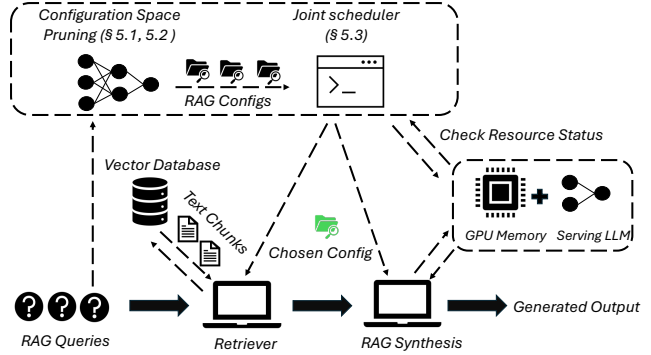 Configuration Space
Pruning (§ 5.1, 5.2 )
Joint scheduler
(§ 5.3)
>_
RAG Configs
Check Resource Status
Vector Database
Text Chunks
GPU Memory
+
Serving LLM
Chosen Config
? ? ?
RAG Queries
Retriever
RAG Synthesis
Generated Output